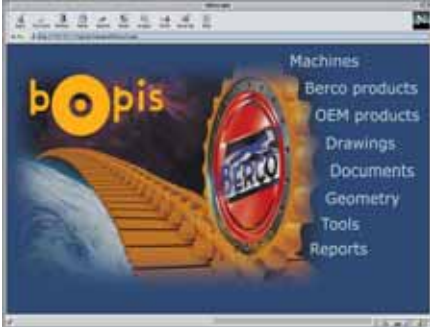 bopis
BERCO
Machines
Berco products
OEM products
Drawings
Documents
Geometry
Tools
Reports